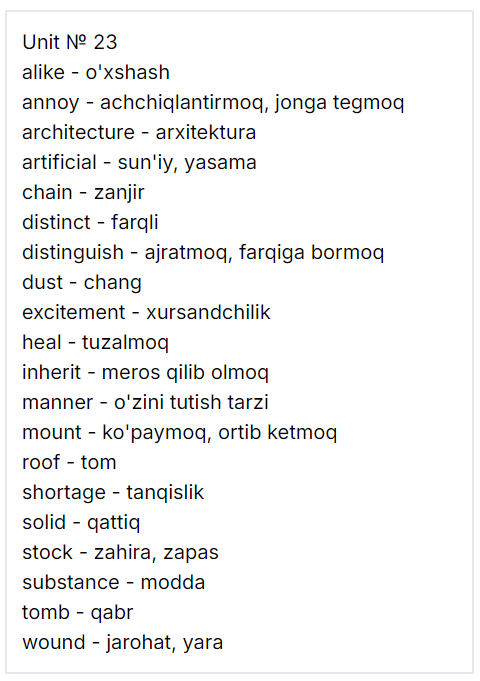 Unit № 23
alike - o'xshash
annoy - achchiqlantirmoq, jonga tegmoq
architecture - arxitektura
artificial - sun'iy, yasama
chain - zanjir
distinct - farqli
distinguish - ajratmoq, farqiga bormoq
dust - chang
excitement - xursandchilik
heal - tuzalmoq
inherit - meros qilib olmoq
manner - o'zini tutish tarzi
mount - ko'paymoq, ortib ketmoq
roof - tom
shortage - tanqislik
solid - qattiq
stock - zahira, zapas
substance - modda
tomb - qabr
wound - jarohat, yara